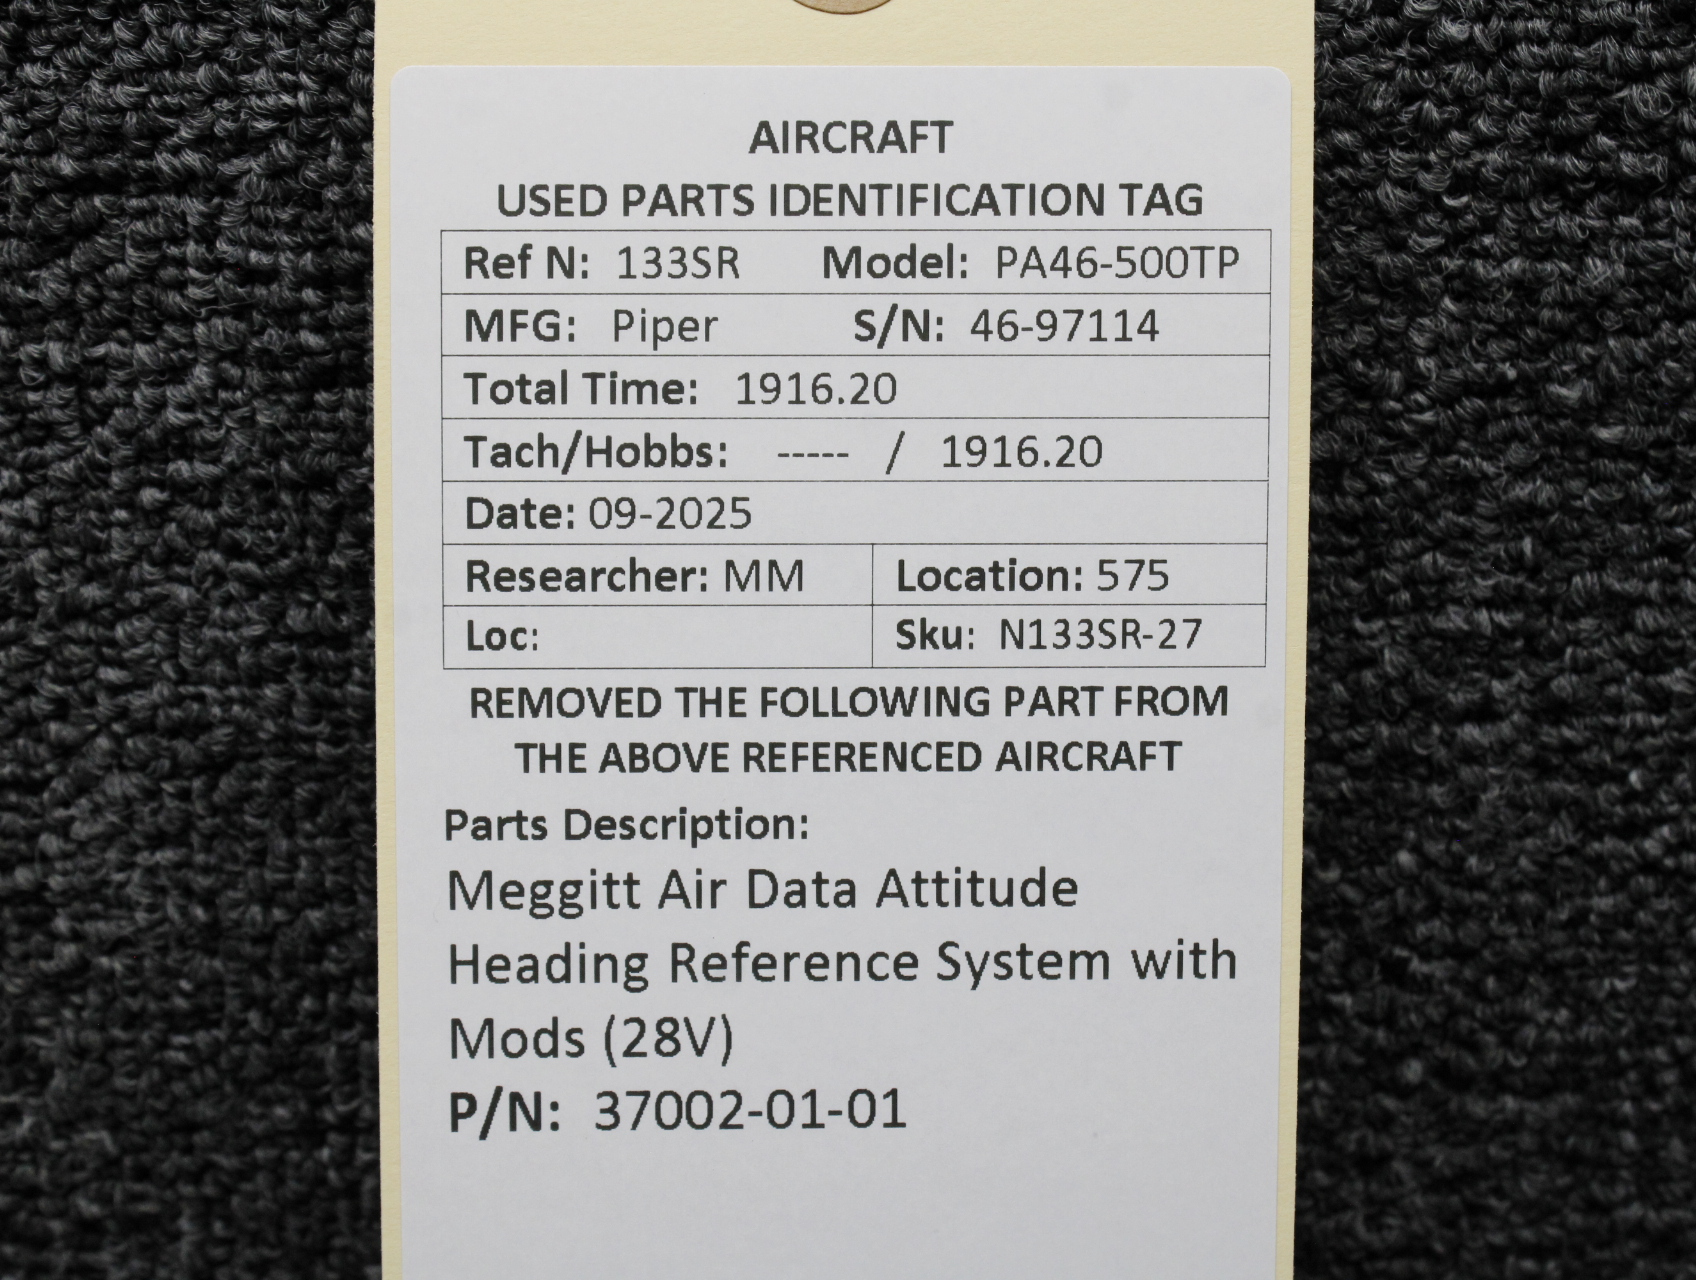 AIRCRAFT
USED PARTS IDENTIFICATION TAG
Ref N: 133SR Model: PA46-500TP
MFG: Piper S/N: 46-97114
Total Time: 1916.20
Tach/Hobbs: ----- / 1916.20
Date: 09-2025
Researcher: MM Location: 575
Loc: Sku: N133SR-27
REMOVED THE FOLLOWING PART FROM
THE ABOVE REFERENCED AIRCRAFT
Parts Description:
Meggitt Air Data Attitude
Heading Reference System with
Mods (28V)
P/N: 37002-01-01